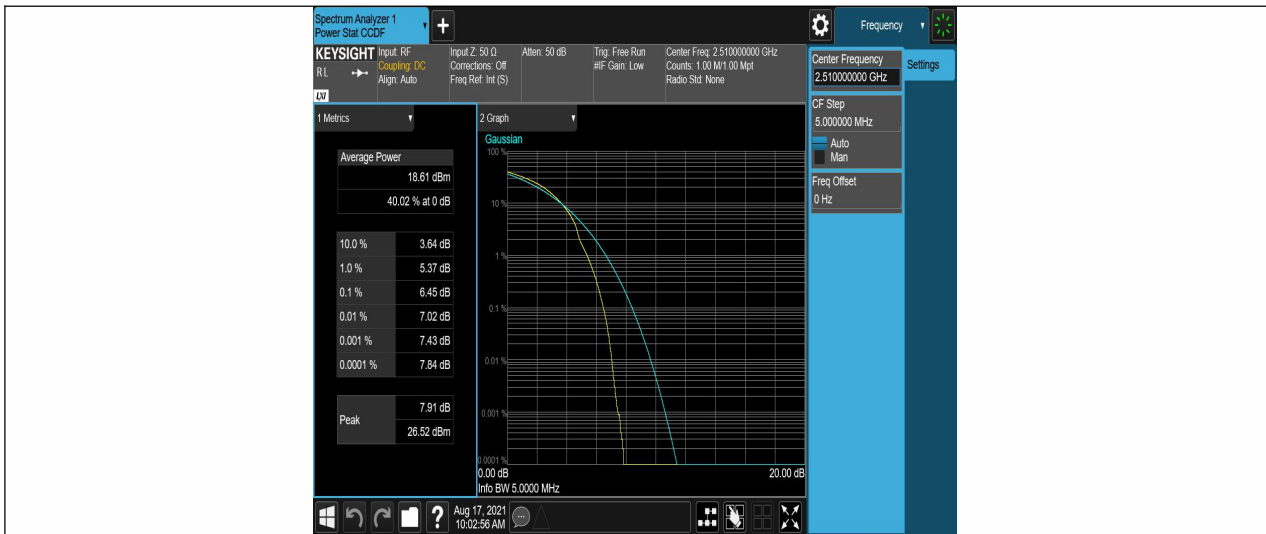 Spectrum Analyzer 1
Power Stat CCDF
Frequency
KEYSIGHT
R L
LXI
Input: RF
Coupling: DC
Align: Auto
Input Z: 50 Ω
Corrections: Off
Freq Ref: Int (S)
Atten: 50 dB
Trig: Free Run
#IF Gain: Low
Center Freq: 2.510000000 GHz
Counts: 1.00 M/1.00 Mpt
Radio Std: None
Center Frequency
2.510000000 GHz
Settings
CF Step
5.000000 MHz
Auto
Man
Freq Offset
0 Hz
1 Metrics
Average Power
18.61 dBm
40.02 % at 0 dB
10.0 % 3.64 dB
1.0 % 5.37 dB
0.1 % 6.45 dB
0.01 % 7.02 dB
0.001 % 7.43 dB
0.0001 % 7.84 dB
Peak
7.91 dB
26.52 dBm
2 Graph
Gaussian
100 %
10 %
1 %
0.1 %
0.01 %
0.001 %
0.0001 %
0.00 dB 20.00 dB
Info BW 5.0000 MHz
?
Aug 17, 2021
10:02:56 AM